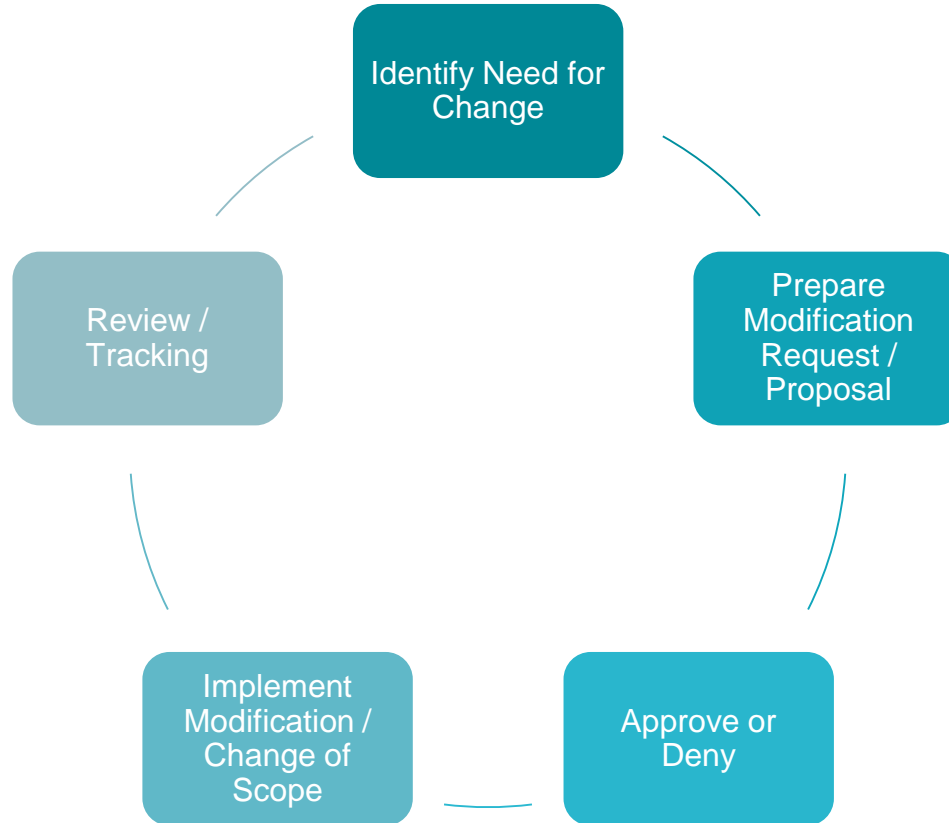 Identify Need for
Change
Prepare
Modification
Request /
Proposal
Approve or
Deny
Implement
Modification /
Change of
Scope
Review /
Tracking